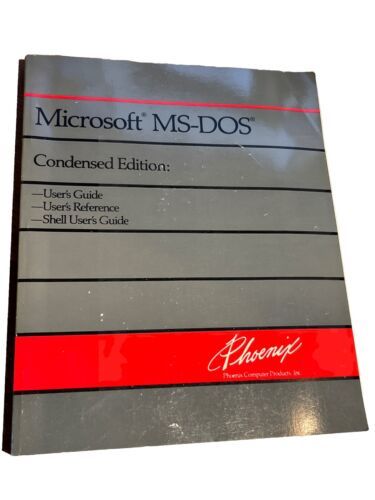 Microsoft® MS-DOS®
Condensed Edition:
—User's Guide
—User's Reference
—Shell User's Guide
Phoenix
Phoenix Computer Products, Inc.